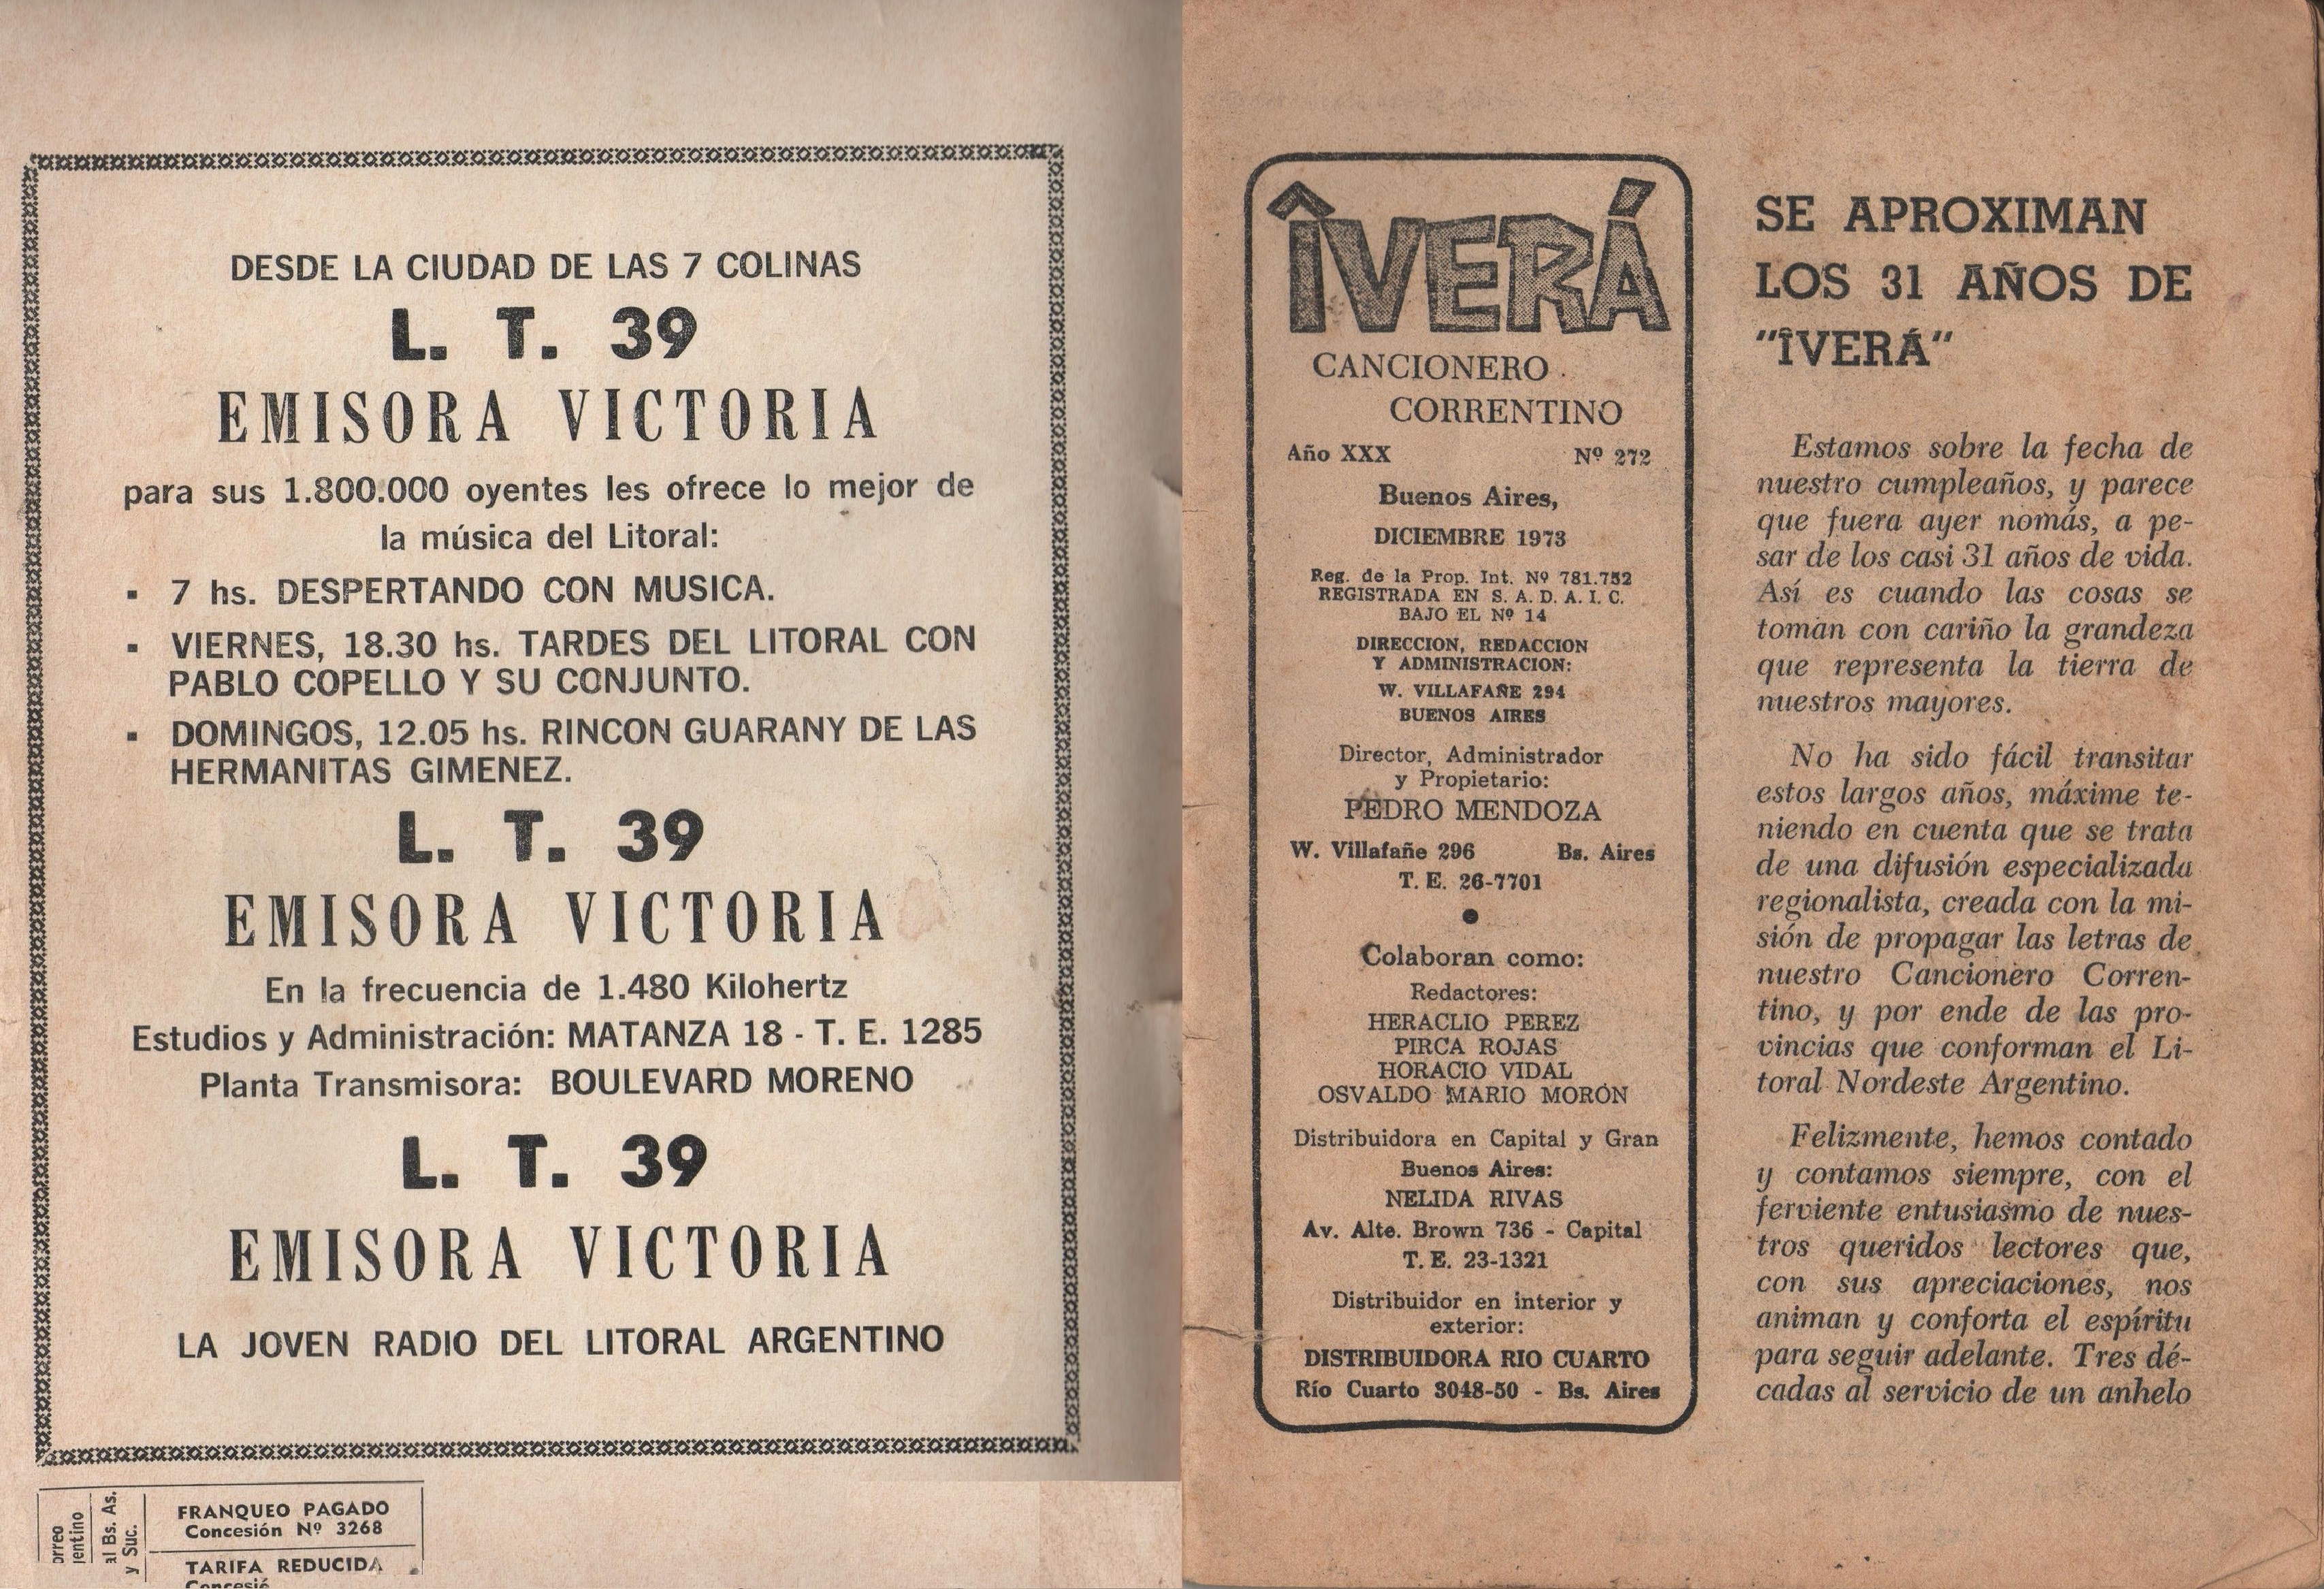 DESDE LA CIUDAD DE LAS 7 COLINAS
L. T. 39
EMISORA VICTORIA
para sus 1.800.000 oyentes les ofrece lo mejor de
la música del Litoral:
▪ 7 hs. DESPERTANDO CON MUSICA.
▪ VIERNES, 18.30 hs. TARDES DEL LITORAL CON
PABLO COPELLO Y SU CONJUNTO.
▪ DOMINGOS, 12.05 hs. RINCON GUARANY DE LAS
HERMANITAS GIMENEZ.
L. T. 39
EMISORA VICTORIA
En la frecuencia de 1.480 Kilohertz
Estudios y Administración: MATANZA 18 - T. E. 1285
Planta Transmisora: BOULEVARD MORENO
L. T. 39
EMISORA VICTORIA
LA JOVEN RADIO DEL LITORAL ARGENTINO
orreo
gentino
al Bs. As.
y Suc.
FRANQUEO PAGADO
Concesión Nº 3268
TARIFA REDUCIDA
ÎVERÁ
CANCIONERO
CORRENTINO
Año XXX Nº 272
Buenos Aires,
DICIEMBRE 1973
Reg. de la Prop. Int. Nº 781.752
REGISTRADA EN S. A. D. A. I. C.
BAJO EL Nº 14
DIRECCION, REDACCION
Y ADMINISTRACION:
W. VILLAFAÑE 294
BUENOS AIRES
Director, Administrador
y Propietario:
PEDRO MENDOZA
W. Villafañe 296 Bs. Aires
T. E. 26-7701
●
Colaboran como:
Redactores:
HERACLIO PEREZ
PIRCA ROJAS
HORACIO VIDAL
OSVALDO MARIO MORÓN
Distribuidora en Capital y Gran
Buenos Aires:
NELIDA RIVAS
Av. Alte. Brown 736 - Capital
T. E. 23-1321
Distribuidor en interior y
exterior:
DISTRIBUIDORA RIO CUARTO
Río Cuarto 3048-50 - Bs. Aires
SE APROXIMAN
LOS 31 AÑOS DE
"ÎVERÁ"
Estamos sobre la fecha de
nuestro cumpleaños, y parece
que fuera ayer nomás, a pe-
sar de los casi 31 años de vida.
Así es cuando las cosas se
toman con cariño la grandeza
que representa la tierra de
nuestros mayores.
No ha sido fácil transitar
estos largos años, máxime te-
niendo en cuenta que se trata
de una difusión especializada
regionalista, creada con la mi-
sión de propagar las letras de
nuestro Cancionero Corren-
tino, y por ende de las pro-
vincias que conforman el Li-
toral Nordeste Argentino.
Felizmente, hemos contado
y contamos siempre, con el
ferviente entusiasmo de nues-
tros queridos lectores que,
con sus apreciaciones, nos
animan y conforta el espíritu
para seguir adelante. Tres dé-
cadas al servicio de un anhelo